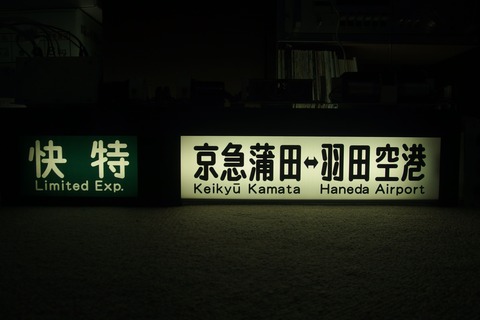 快特
Limited Exp.
京急蒲田↔羽田空港
Keikyū Kamata Haneda Airport